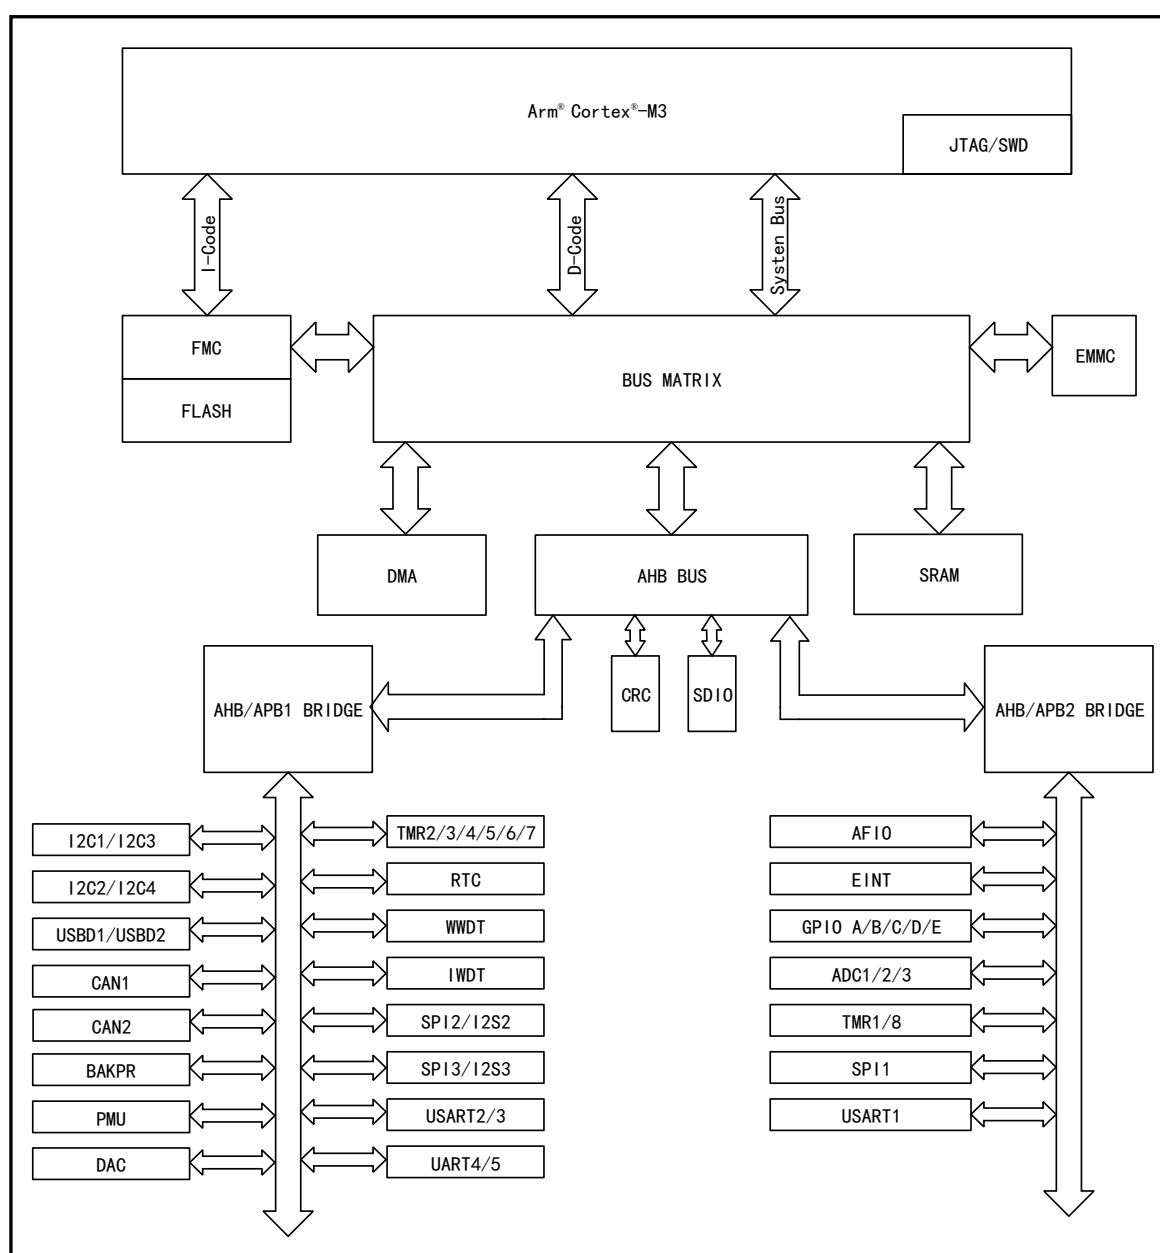 Arm® Cortex®-M3
JTAG/SWD
I-Code
D-Code
Systen Bus
FMC
FLASH
BUS MATRIX
EMMC
DMA
AHB BUS
SRAM
CRC
SDIO
AHB/APB1 BRIDGE
AHB/APB2 BRIDGE
I2C1/I2C3
I2C2/I2C4
USBD1/USBD2
CAN1
CAN2
BAKPR
PMU
DAC
TMR2/3/4/5/6/7
RTC
WWDT
IWDT
SPI2/I2S2
SPI3/I2S3
USART2/3
UART4/5
AFIO
EINT
GPIO A/B/C/D/E
ADC1/2/3
TMR1/8
SPI1
USART1